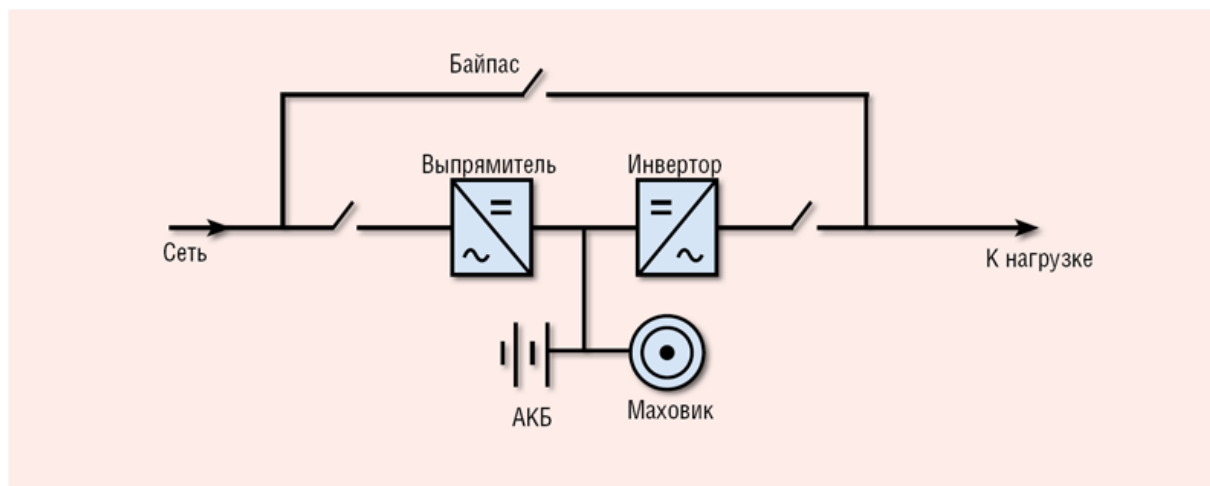 Байпас
Выпрямитель
Инвертор
Сеть
К нагрузке
АКБ
Маховик